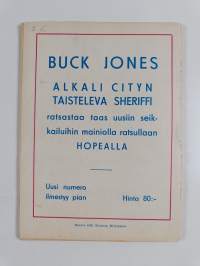 BUCK JONES
ALKALI CITYN
TAISTELEVA SHERIFFI
ratsastaa taas uusiin seik-
kailuihin mainiolla ratsullaan
HOPEALLA
Uusi numero
ilmestyy pian
Hinta 80:-